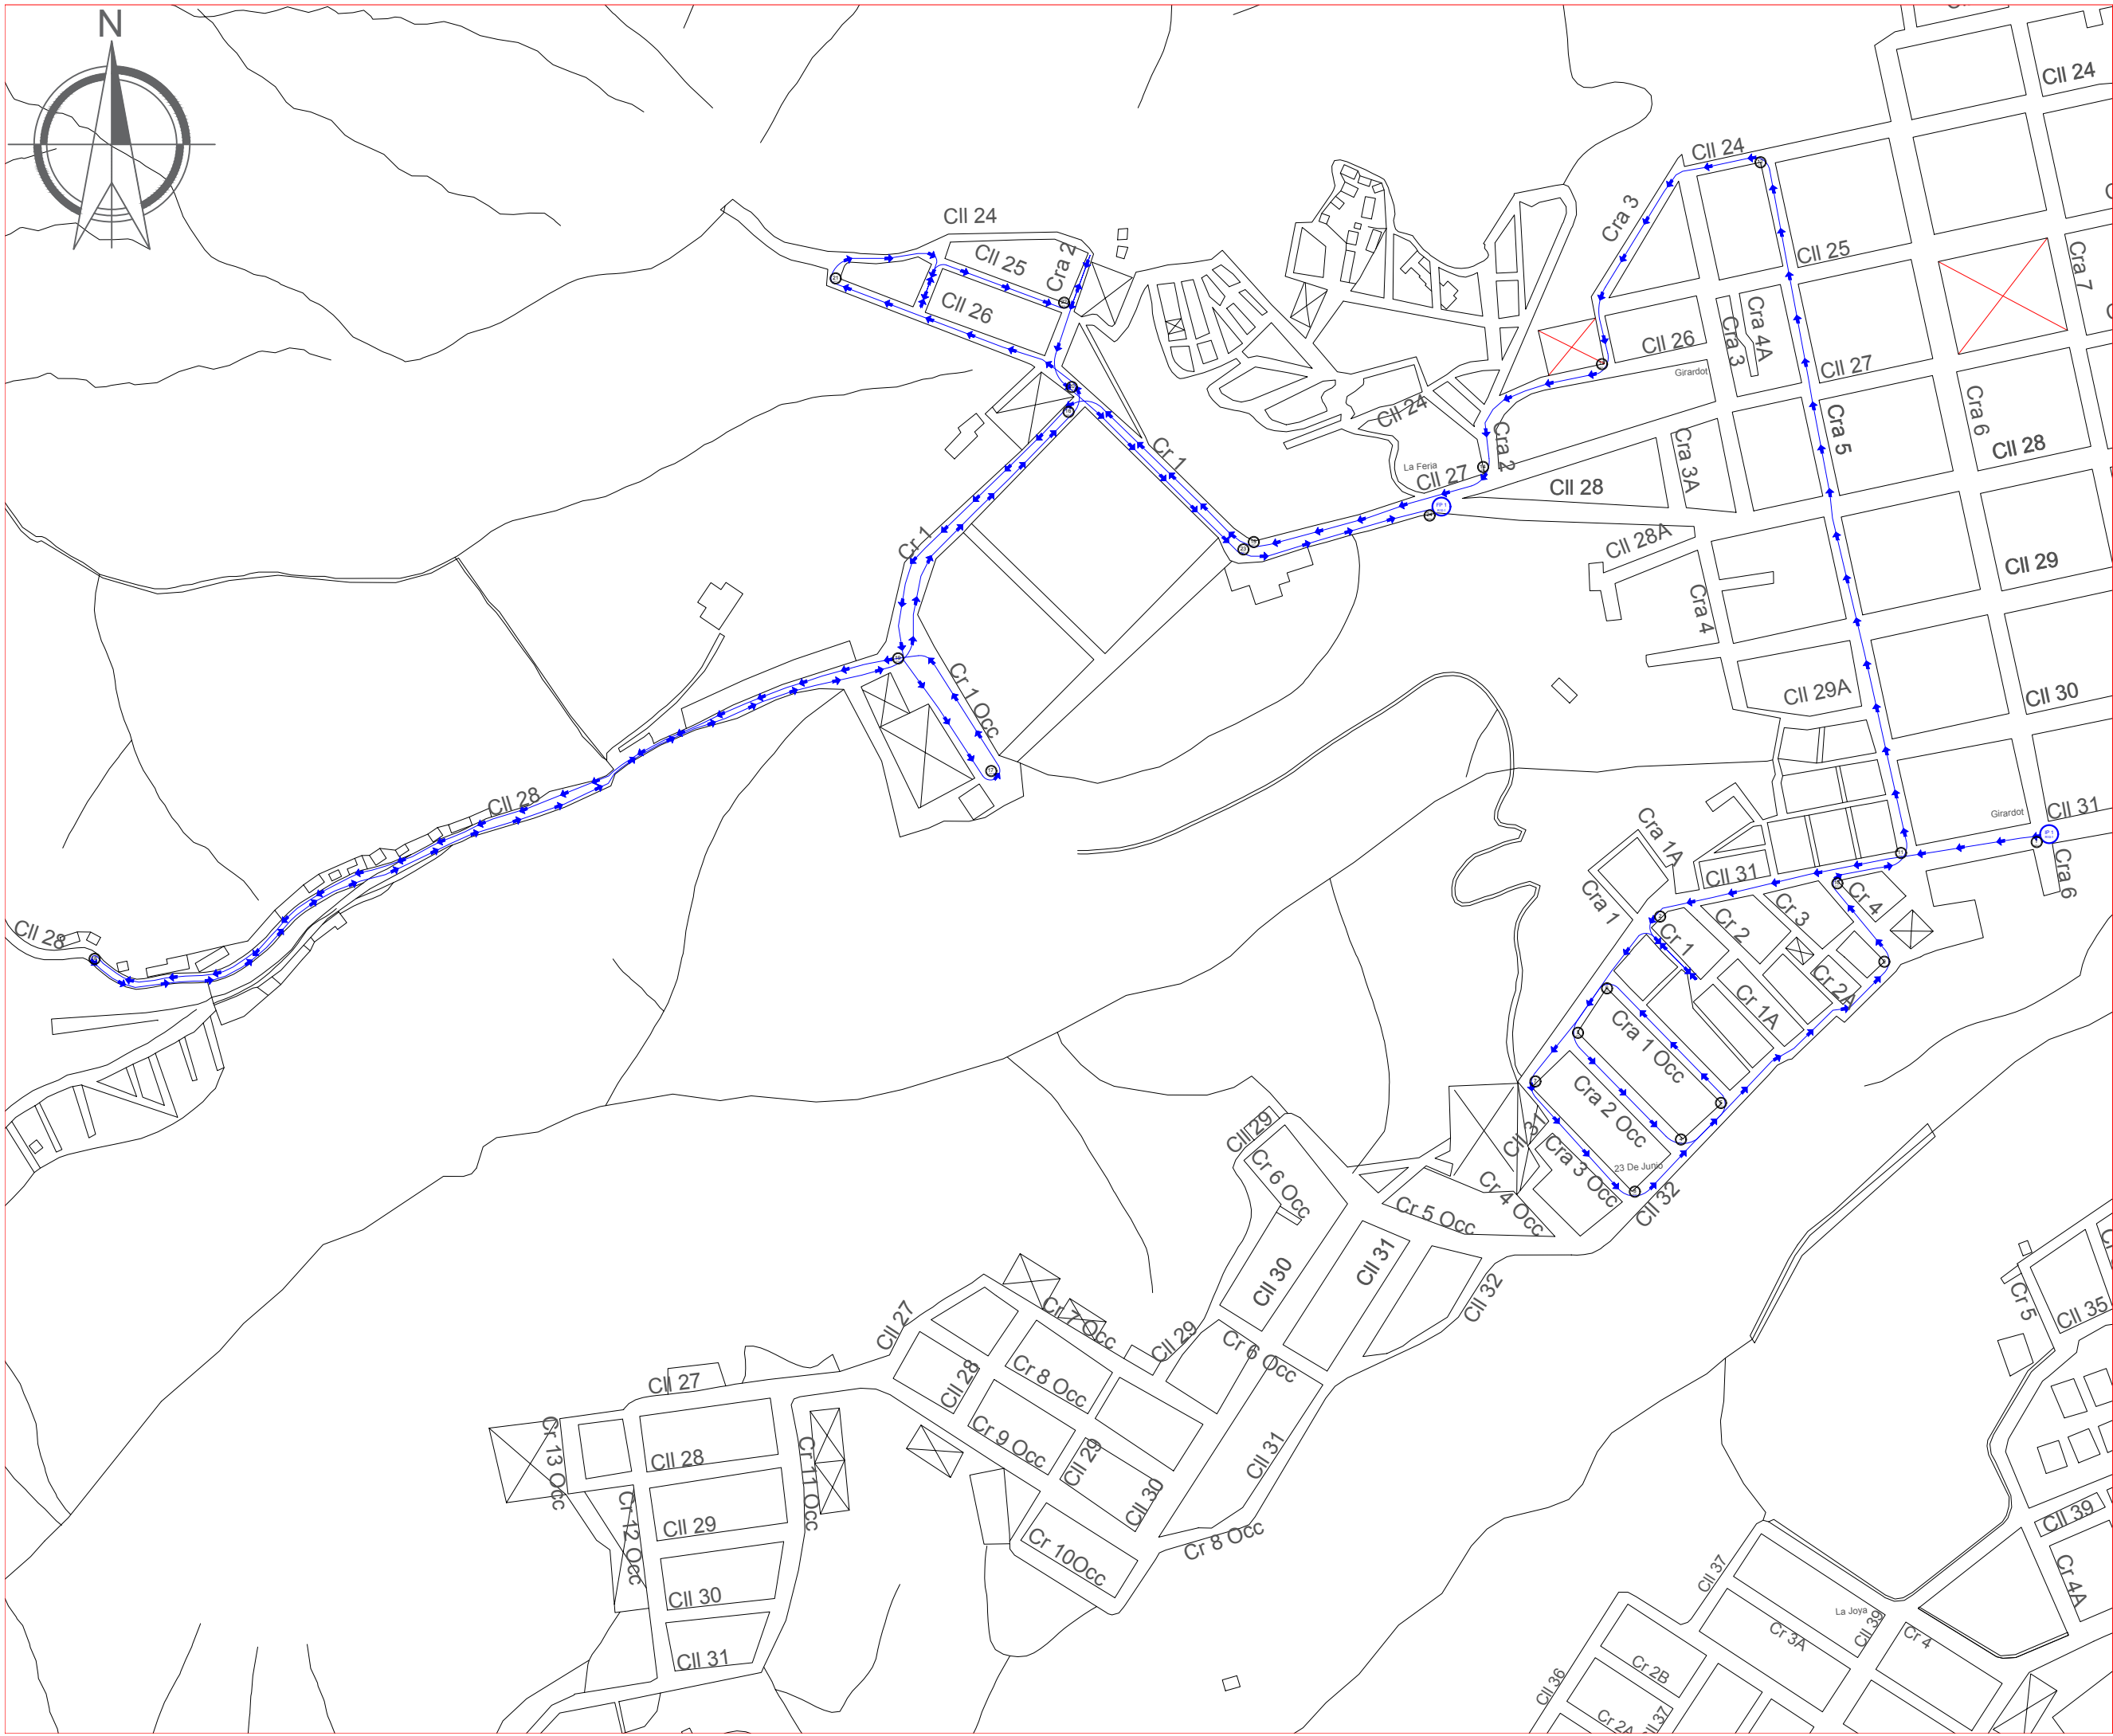 N
Cll 24
Cll 24
Cra 3
Cll 25
Cra 7
Cll 24
Cll 25
Cra 2
Cll 26
Cra 4A
Cra 3
Cll 26
Girardot
Cll 27
Cra 5
Cra 6
Cll 28
Cll 24
Cr 1
Cra 2
La Feria
Cll 27
Cll 28
Cra 3A
Cr 1
Cll 28A
Cll 29
Cra 4
Cr 1 Occ
Cll 29A
Cll 30
Cll 28
Cll 28
Girardot
Cll 31
Cra 6
Cra 1A
Cll 31
Cra 1
Cr 4
Cr 3
Cr 2
Cr 1
Cr 2A
Cr 1A
Cra 1 Occ
Cra 2 Occ
Cll 31
Cra 3 Occ
23 De Junio
Cll 32
Cll 29
Cr 6 Occ
Cr 5 Occ
Cr 4 Occ
Cll 30
Cll 31
Cll 32
Cr 5
Cll 35
Cll 27
Cr 7 Occ
Cll 29
Cr 6 Occ
Cr 8 Occ
Cll 28
Cll 27
Cr 9 Occ
Cll 29
Cll 31
Cr 13 Occ
Cll 28
Cr 11 Occ
Cll 30
Cr 12 Occ
Cll 29
Cr 8 Occ
Cr 10Occ
Cll 30
Cll 31
Cll 39
Cll 37
Cr 4A
La Joya
Cll 39
Cr 3A
Cr 4
Cr 2B
Cll 36
Cr 2A
Cll 37